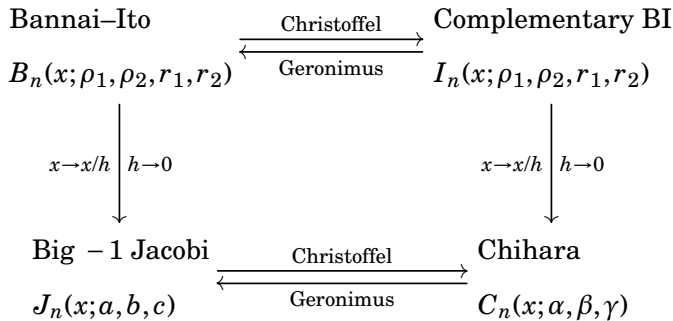 Bannai–Ito Christoffel Complementary BI
Geronimus
B_n(x;ρ_1,ρ_2,r_1,r_2) I_n(x;ρ_1,ρ_2,r_1,r_2)
x→x/h h→0 x→x/h h→0
Big −1 Jacobi Christoffel Chihara
Geronimus
J_n(x;a,b,c) C_n(x;α,β,γ)